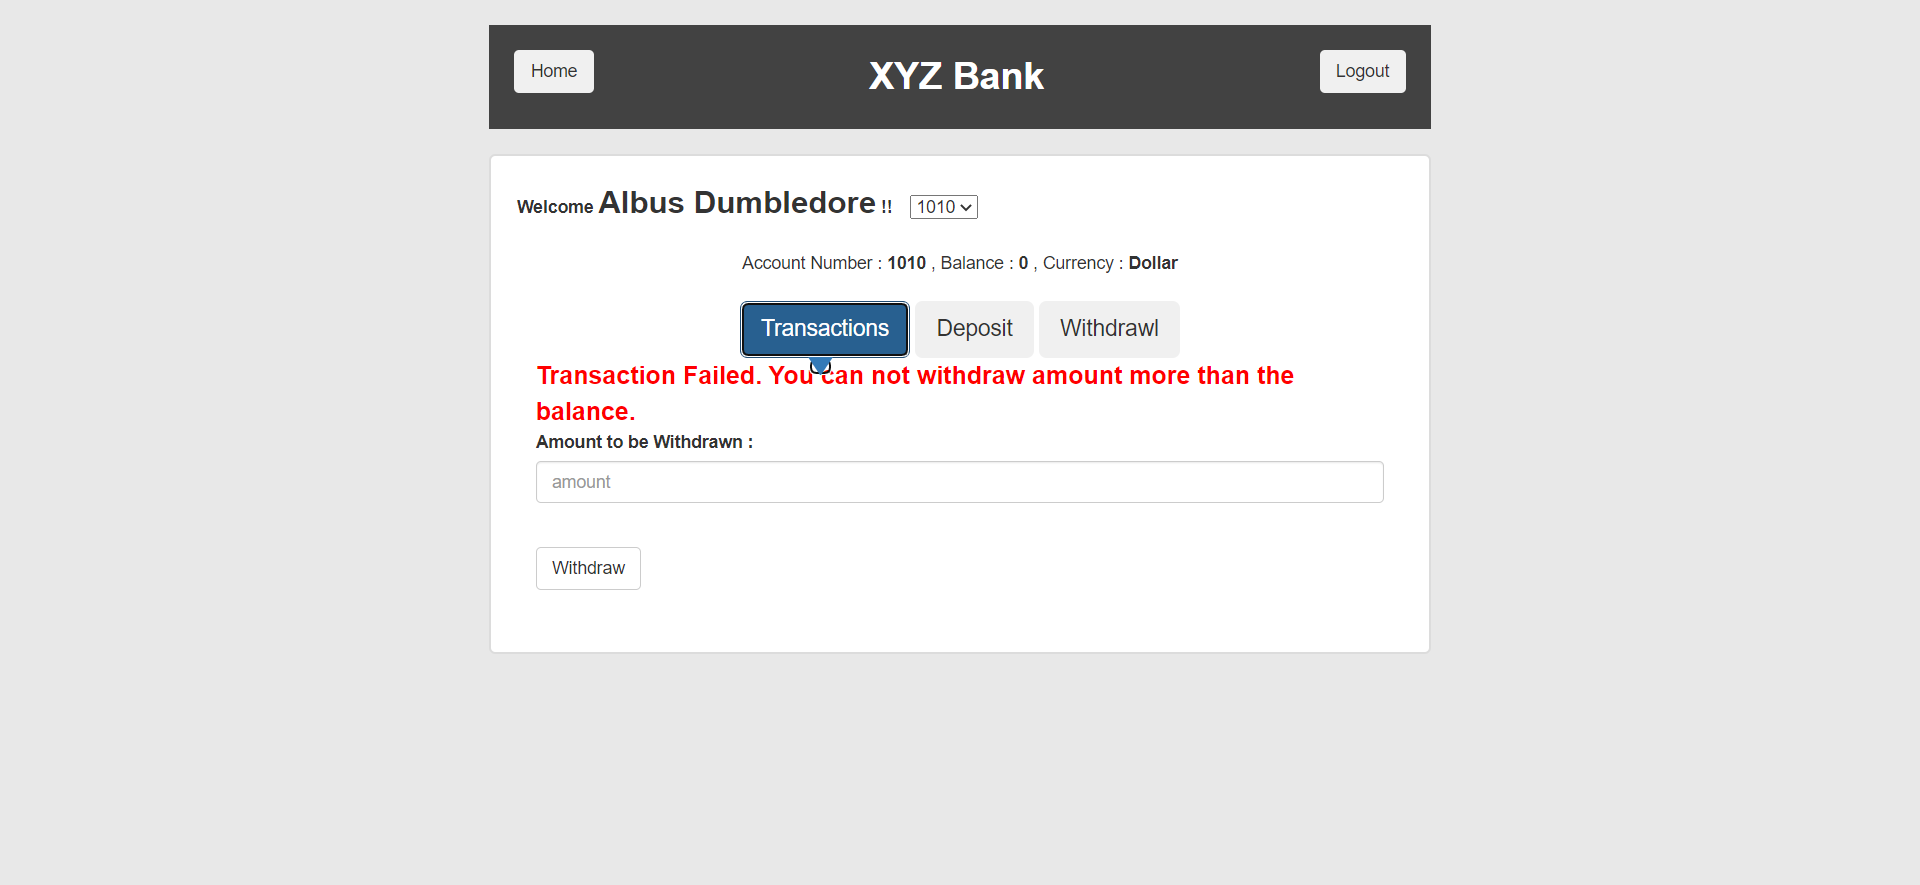 Home
XYZ Bank
Logout
Welcome Albus Dumbledore !! 1010
Account Number : 1010 , Balance : 0 , Currency : Dollar
Transactions
Deposit
Withdrawl
Transaction Failed. You can not withdraw amount more than the
balance.
Amount to be Withdrawn :
amount
Withdraw